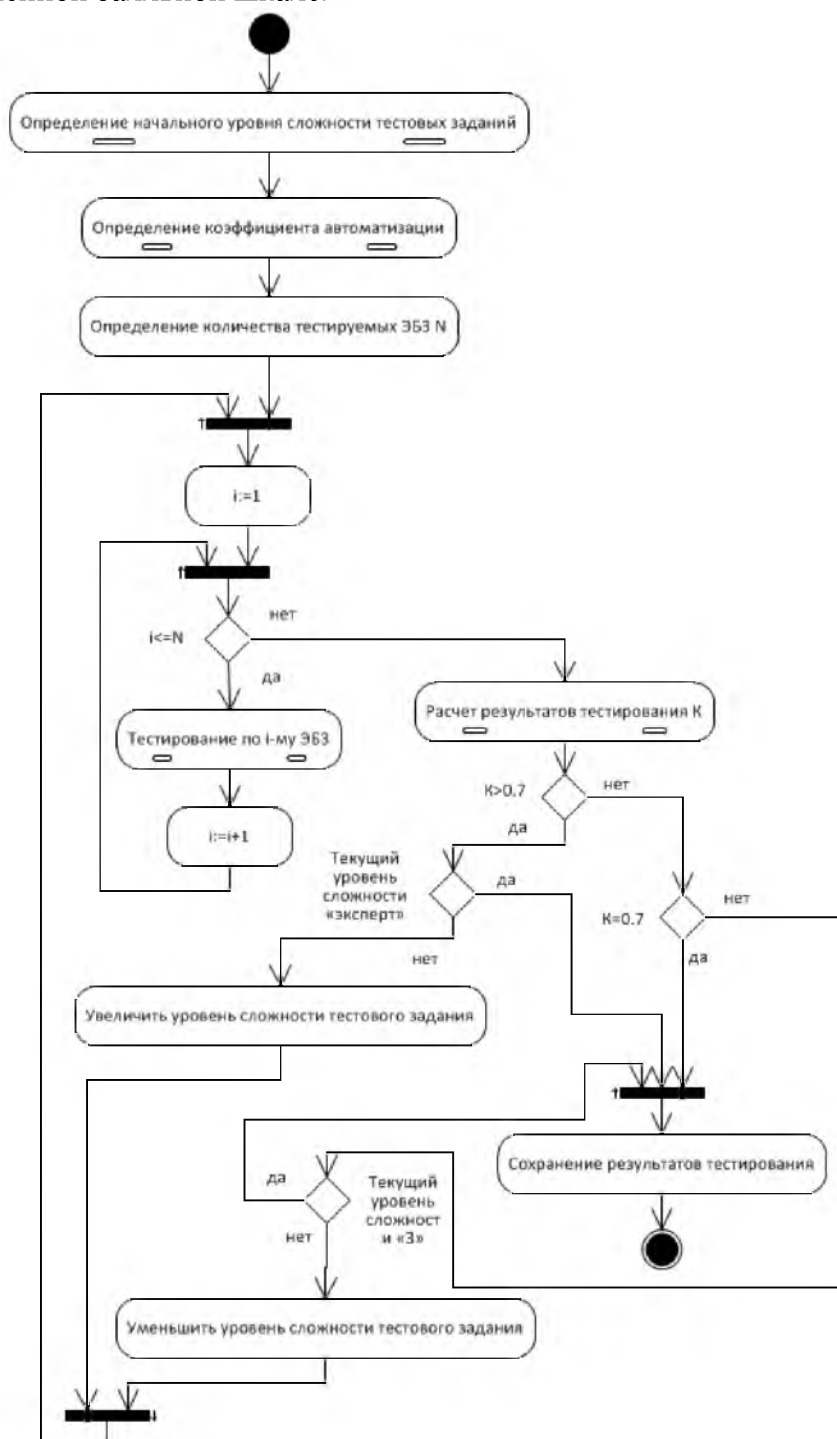 Определение начального уровня сложности тестовых заданий
Определение коэффициента автоматизации
Определение количества тестируемых ЭБЗ N
i:=1
i<=N
нет
да
Тестирование по i-му ЭБЗ
i:=i+1
Расчет результатов тестирования K
K>0.7
нет
да
Текущий
уровень
сложности
«эксперт»
да
нет
K=0.7
нет
да
Увеличить уровень сложности тестового задания
Сохранение результатов тестирования
да
Текущий
уровень
сложност
и «3»
нет
Уменьшить уровень сложности тестового задания